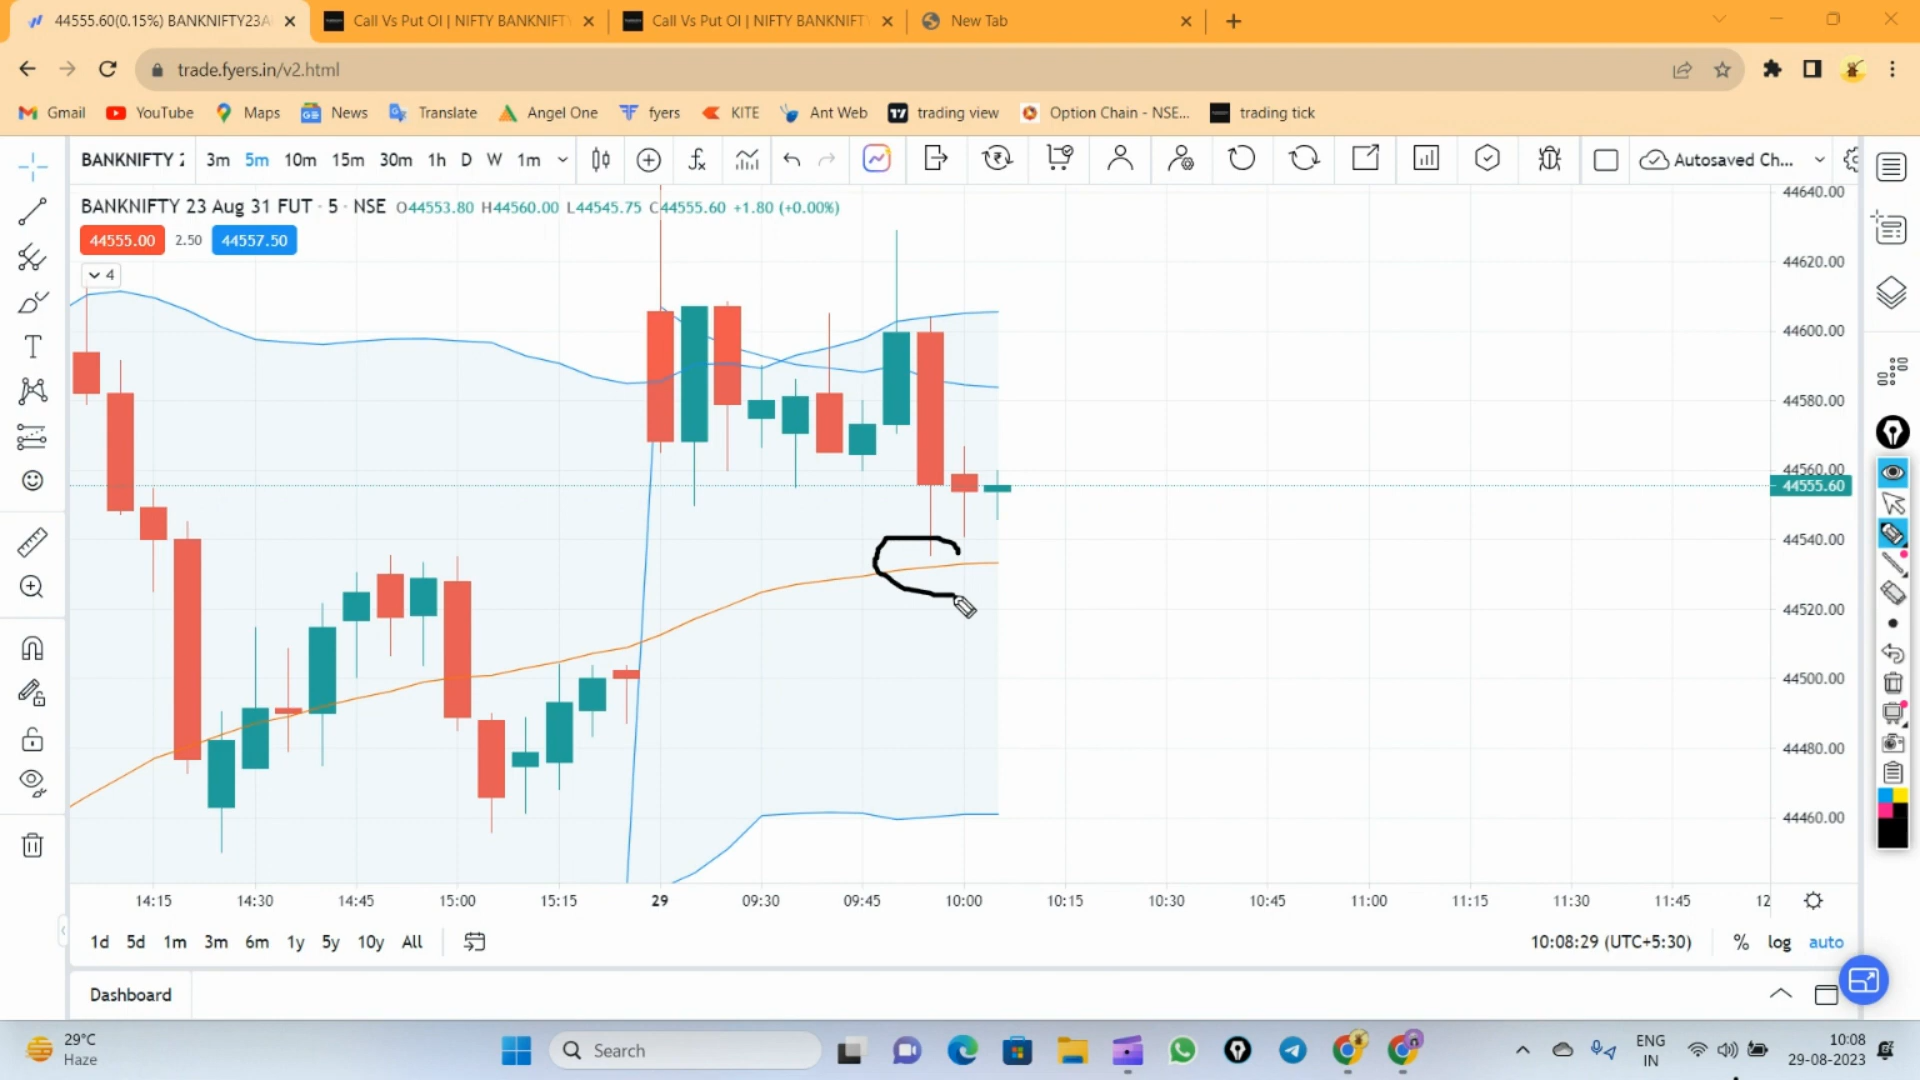 44555.60(0.15%) BANKNIFTY23A
Call Vs Put OI | NIFTY BANKNIFTY
Call Vs Put OI | NIFTY BANKNIFTY
New Tab
trade.fyers.in/v2.html
Gmail YouTube Maps News Translate Angel One fyers KITE Ant Web trading view Option Chain - NSE... trading tick
BANKNIFTY 2 3m 5m 10m 15m 30m 1h D W 1m Autosaved Ch...
BANKNIFTY 23 Aug 31 FUT · 5 · NSE O44553.80 H44560.00 L44545.75 C44555.60 +1.80 (+0.00%)
44555.00 2.50 44557.50
4
44640.00
44620.00
44600.00
44580.00
44560.00
44555.60
44540.00
44520.00
44500.00
44480.00
44460.00
14:15 14:30 14:45 15:00 15:15 29 09:30 09:45 10:00 10:15 10:30 10:45 11:00 11:15 11:30 11:45 12
1d 5d 1m 3m 6m 1y 5y 10y All 10:08:29 (UTC+5:30) % log auto
Dashboard
29°C
Haze
Search
ENG
IN
10:08
29-08-2023